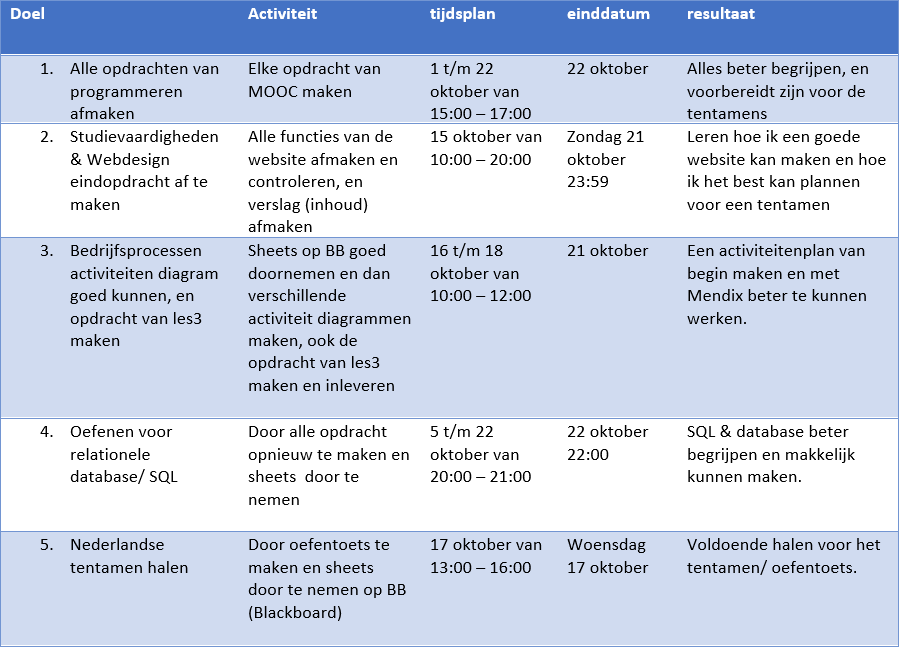 Doel Activiteit tijdsplan einddatum resultaat
1. Alle opdrachten van
programmeren
afmaken
Elke opdracht van
MOOC maken
1 t/m 22
oktober van
15:00 – 17:00
22 oktober
Alles beter begrijpen, en
voorbereidt zijn voor de
tentamens
2. Studievaardigheden
& Webdesign
eindopdracht af te
maken
Alle functies van de
website afmaken en
controleren, en
verslag (inhoud)
afmaken
15 oktober van
10:00 – 20:00
Zondag 21
oktober
23:59
Leren hoe ik een goede
website kan maken en hoe
ik het best kan plannen
voor een tentamen
3. Bedrijfsprocessen
activiteiten diagram
goed kunnen, en
opdracht van les3
maken
Sheets op BB goed
doornemen en dan
verschillende
activiteit diagrammen
maken, ook de
opdracht van les3
maken en inleveren
16 t/m 18
oktober van
10:00 – 12:00
21 oktober
Een activiteitenplan van
begin maken en met
Mendix beter te kunnen
werken.
4. Oefenen voor
relationele
database/ SQL
Door alle opdracht
opnieuw te maken en
sheets  door te
nemen
5 t/m 22
oktober van
20:00 – 21:00
22 oktober
22:00
SQL & database beter
begrijpen en makkelijk
kunnen maken.
5. Nederlandse
tentamen halen
Door oefentoets te
maken en sheets
door te nemen op BB
(Blackboard)
17 oktober van
13:00 – 16:00
Woensdag
17 oktober
Voldoende halen voor het
tentamen/ oefentoets.